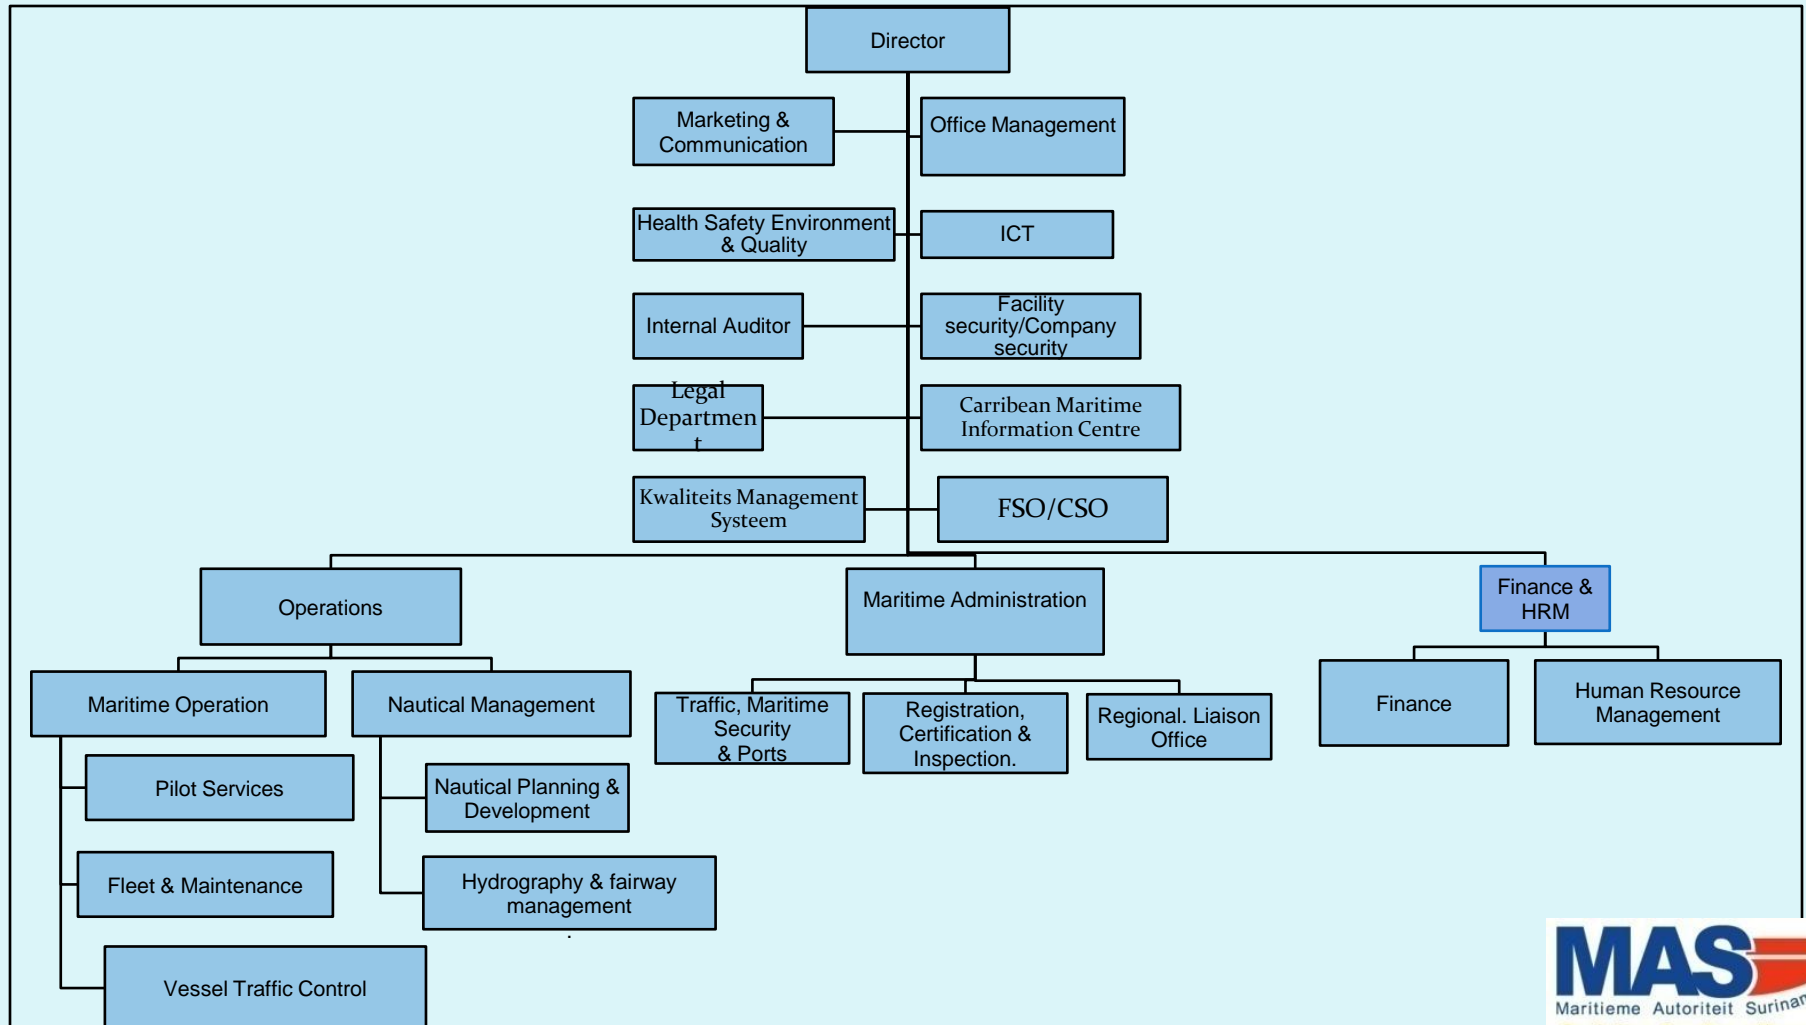 Director
Marketing &
Communication
Office Management
Health Safety Environment
& Quality
ICT
Internal Auditor
Facility
security/Company
security
Legal
Departmen
t
Carribean Maritime
Information Centre
Kwaliteits Management
Systeem
FSO/CSO
Operations
Maritime Administration
Finance &
HRM
Maritime Operation
Nautical Management
Traffic, Maritime
Security
& Ports
Registration,
Certification &
Inspection.
Regional. Liaison
Office
Finance
Human Resource
Management
Pilot Services
Nautical Planning &
Development
Fleet & Maintenance
Hydrography & fairway
management
.
Vessel Traffic Control
MAS
Maritieme Autoriteit Suriname